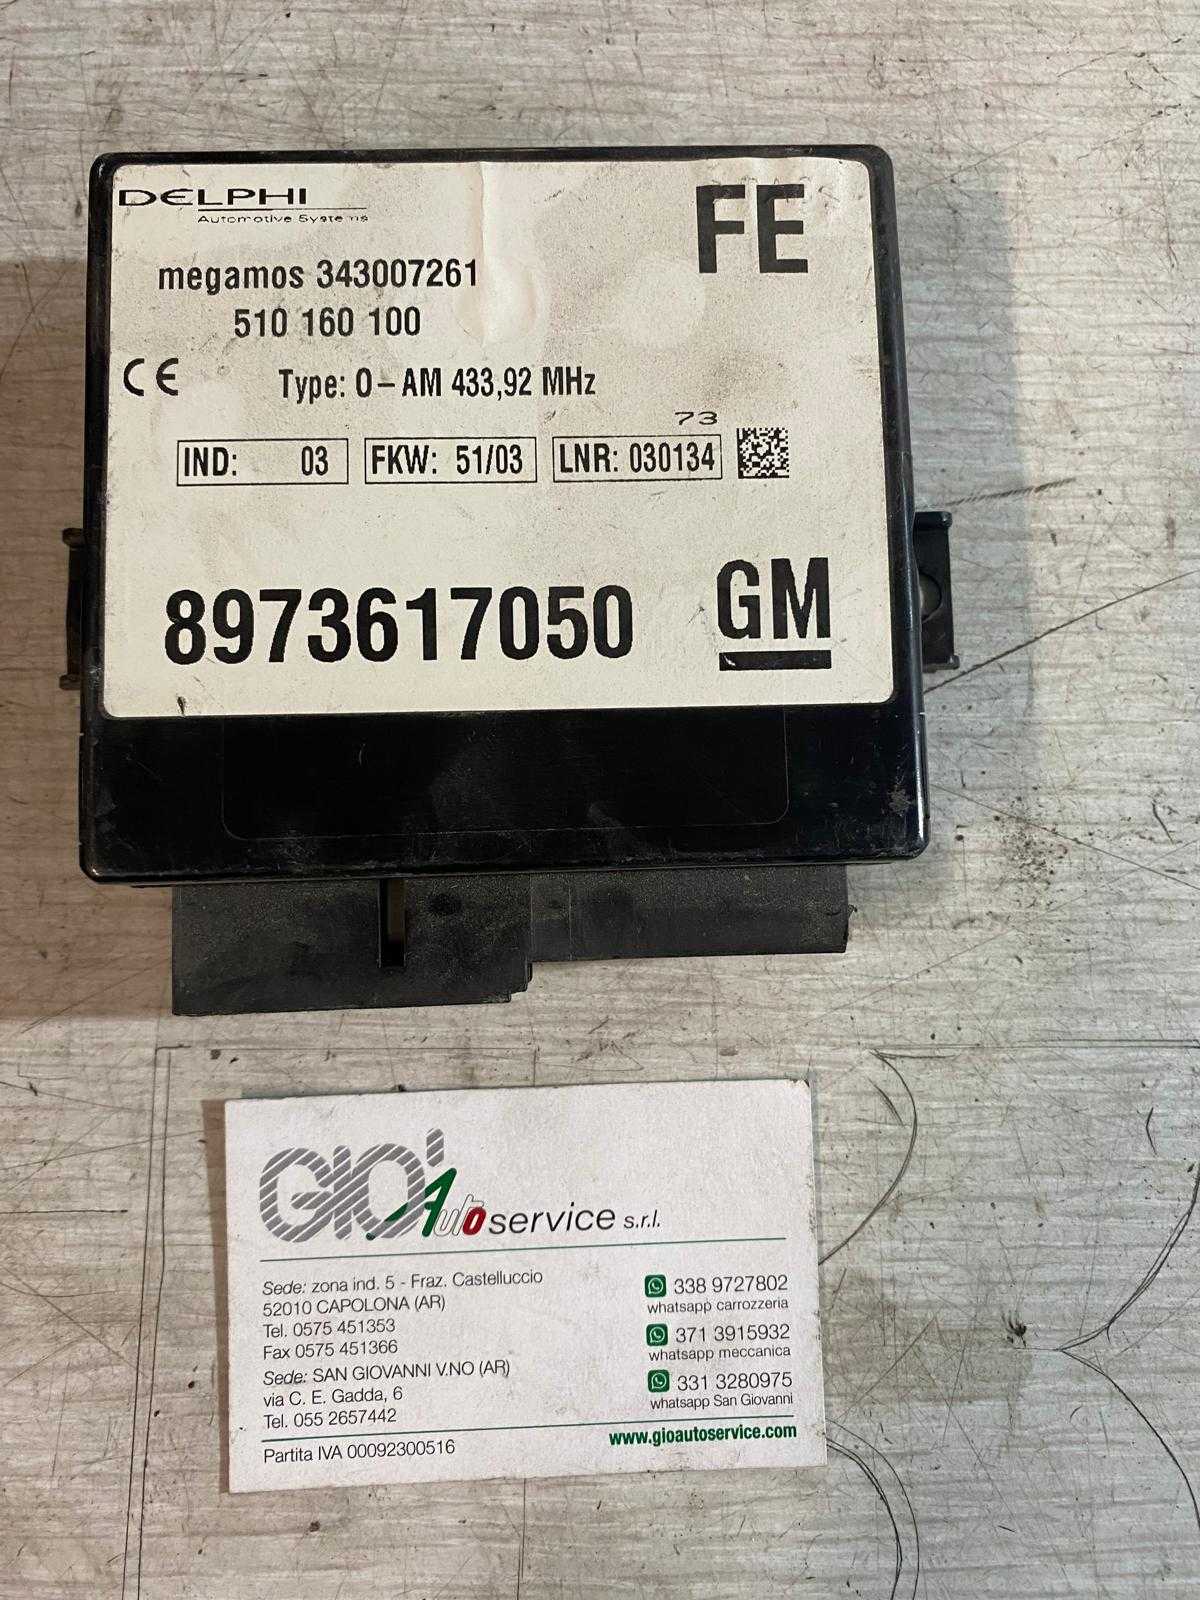 DELPHI
Automotive Systems
FE
megamos 343007261
510 160 100
CE
Type: O-AM 433,92 MHz
73
IND: 03
FKW: 51/03
LNR: 030134
8973617050
GM
GIO' Auto service s.r.l.
Sede: zona ind. 5 - Fraz. Castelluccio
52010 CAPOLONA (AR)
Tel. 0575 451353
Fax 0575 451366
Sede: SAN GIOVANNI V.NO (AR)
via C. E. Gadda, 6
Tel. 055 2657442
Partita IVA 00092300516
338 9727802
whatsapp carrozzeria
371 3915932
whatsapp meccanica
331 3280975
whatsapp San Giovanni
www.gioautoservice.com